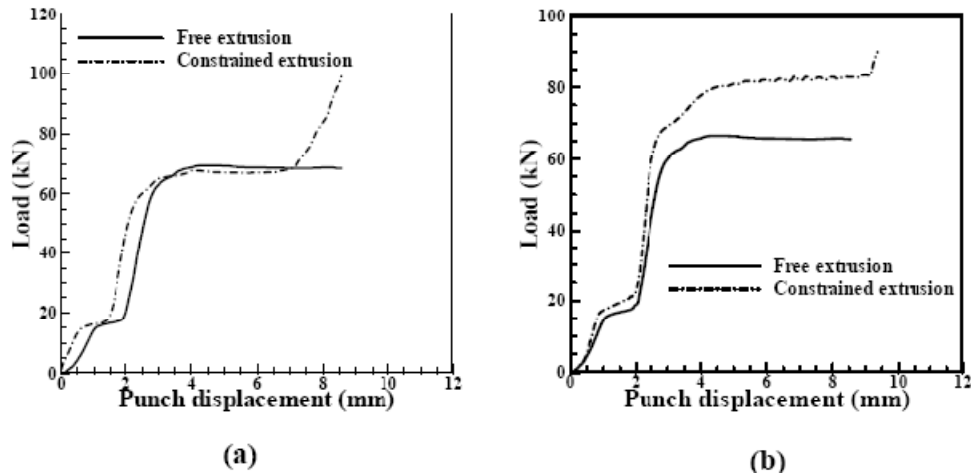 120
100
80
60
40
20
0
Load (kN)
Free extrusion
Constrained extrusion
0 2 4 6 8 10 12
Punch displacement (mm)
(a)
100
80
60
40
20
0
Load (kN)
Free extrusion
Constrained extrusion
0 2 4 6 8 10 12
Punch displacement (mm)
(b)